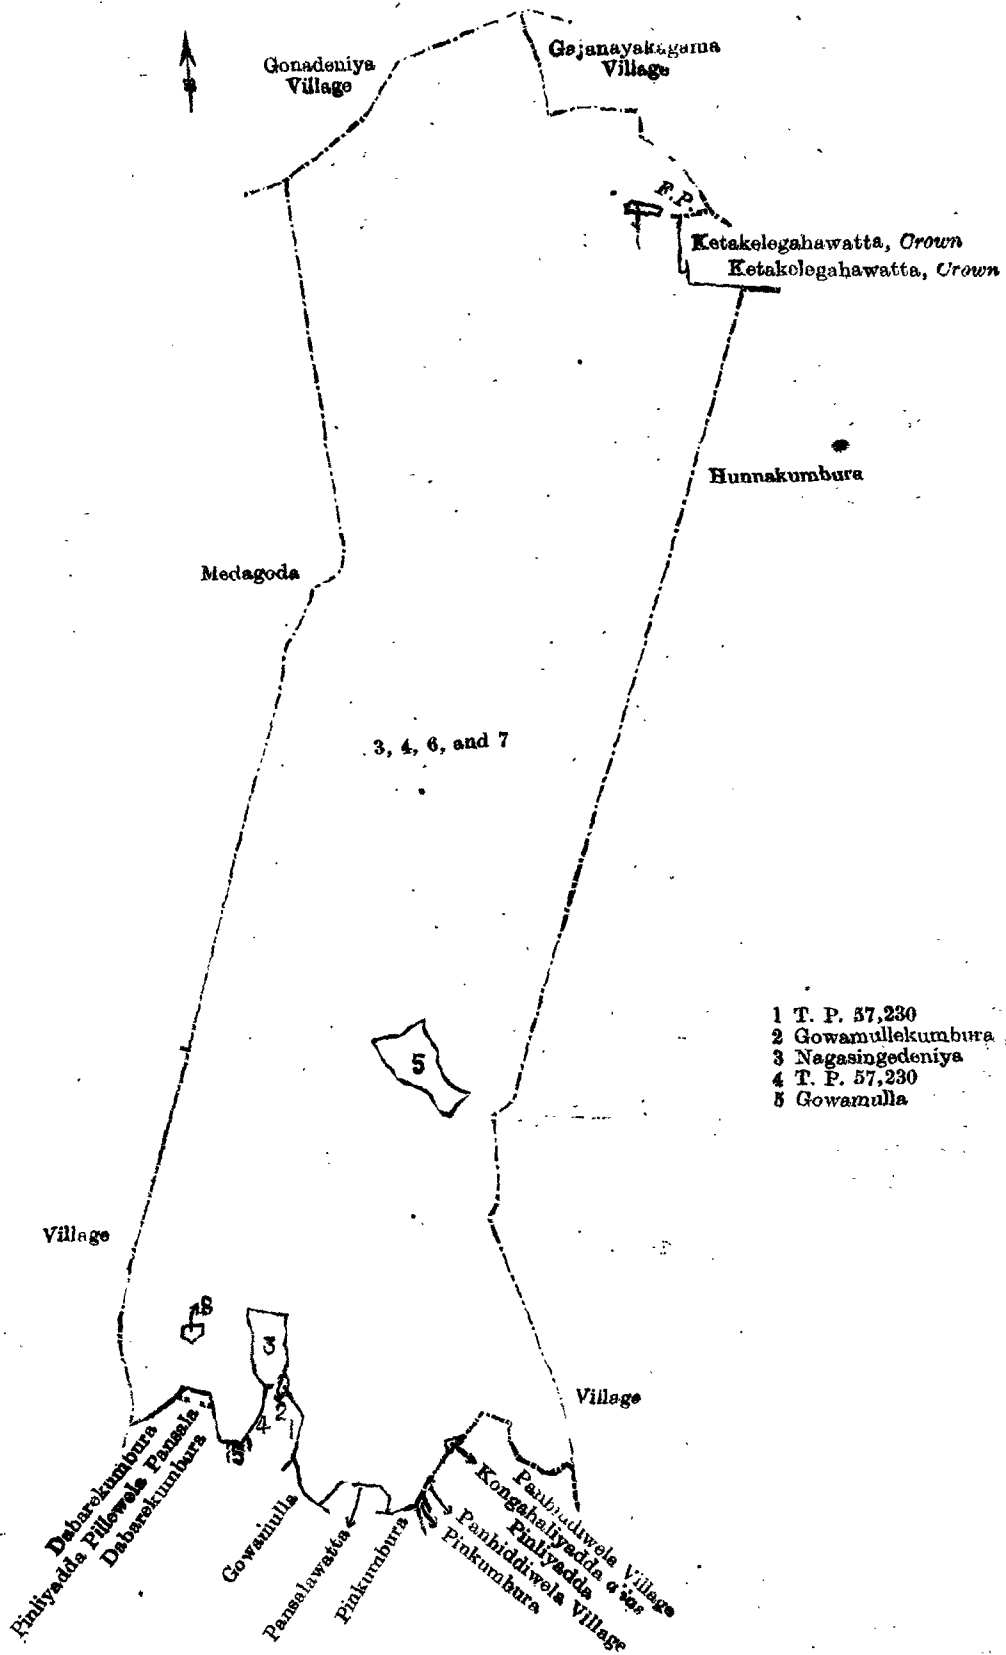 Gonadeniya
Village
Gajanayakagama
Village
F.P.
Ketakelegahawatta, Crown
Ketakelegahawatta, Crown
Hunnakumbura
Medagoda
3, 4, 6, and 7
5
1 T. P. 57,230
2 Gowamullekumbura
3 Nagasingedeniya
4 T. P. 57,230
5 Gowamulla
Village
8
3
2
4
Village
Dabarekumbura
Pinliyadda Pillewela Pansala
Dabarekumbura
Gowamulla
Pansalawatta
Pinkumbura
Panhiddiwela Village
Kongahaliyadda alias
Pinliyadda
Panhiddiwela Village
Pinkumbura